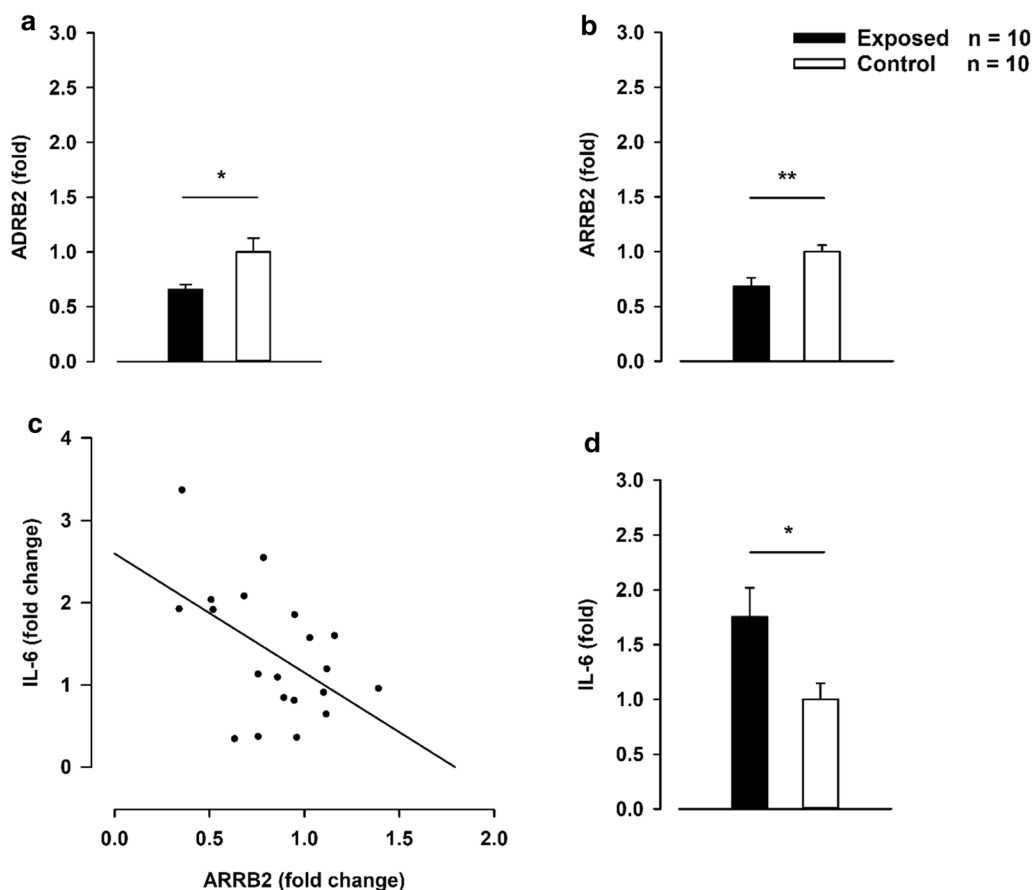 a
3.0
2.5
2.0
1.5
1.0
0.5
0.0
ADRB2 (fold)
*
b
3.0
2.5
2.0
1.5
1.0
0.5
0.0
ARRB2 (fold)
**
Exposed n = 10
Control n = 10
c
4
3
2
1
0
IL-6 (fold change)
0.0 0.5 1.0 1.5 2.0
ARRB2 (fold change)
d
3.0
2.5
2.0
1.5
1.0
0.5
0.0
IL-6 (fold)
*